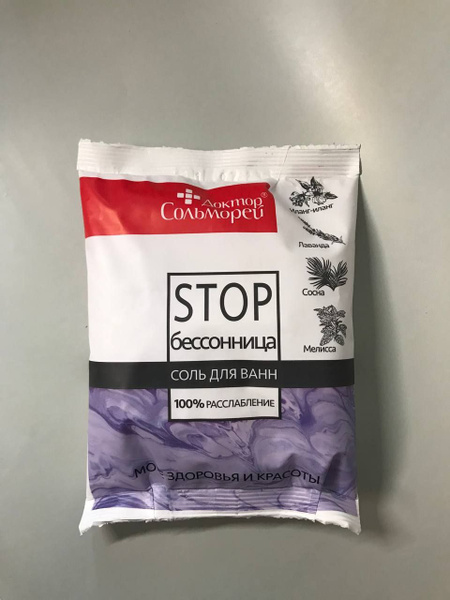 Доктор
СольМорей®
Иланг-иланг
Лаванда
Сосна
Мелисса
STOP
бессонница
СОЛЬ ДЛЯ ВАНН
100% РАССЛАБЛЕНИЕ
ЗДОРОВЬЯ И КРАСОТЫ